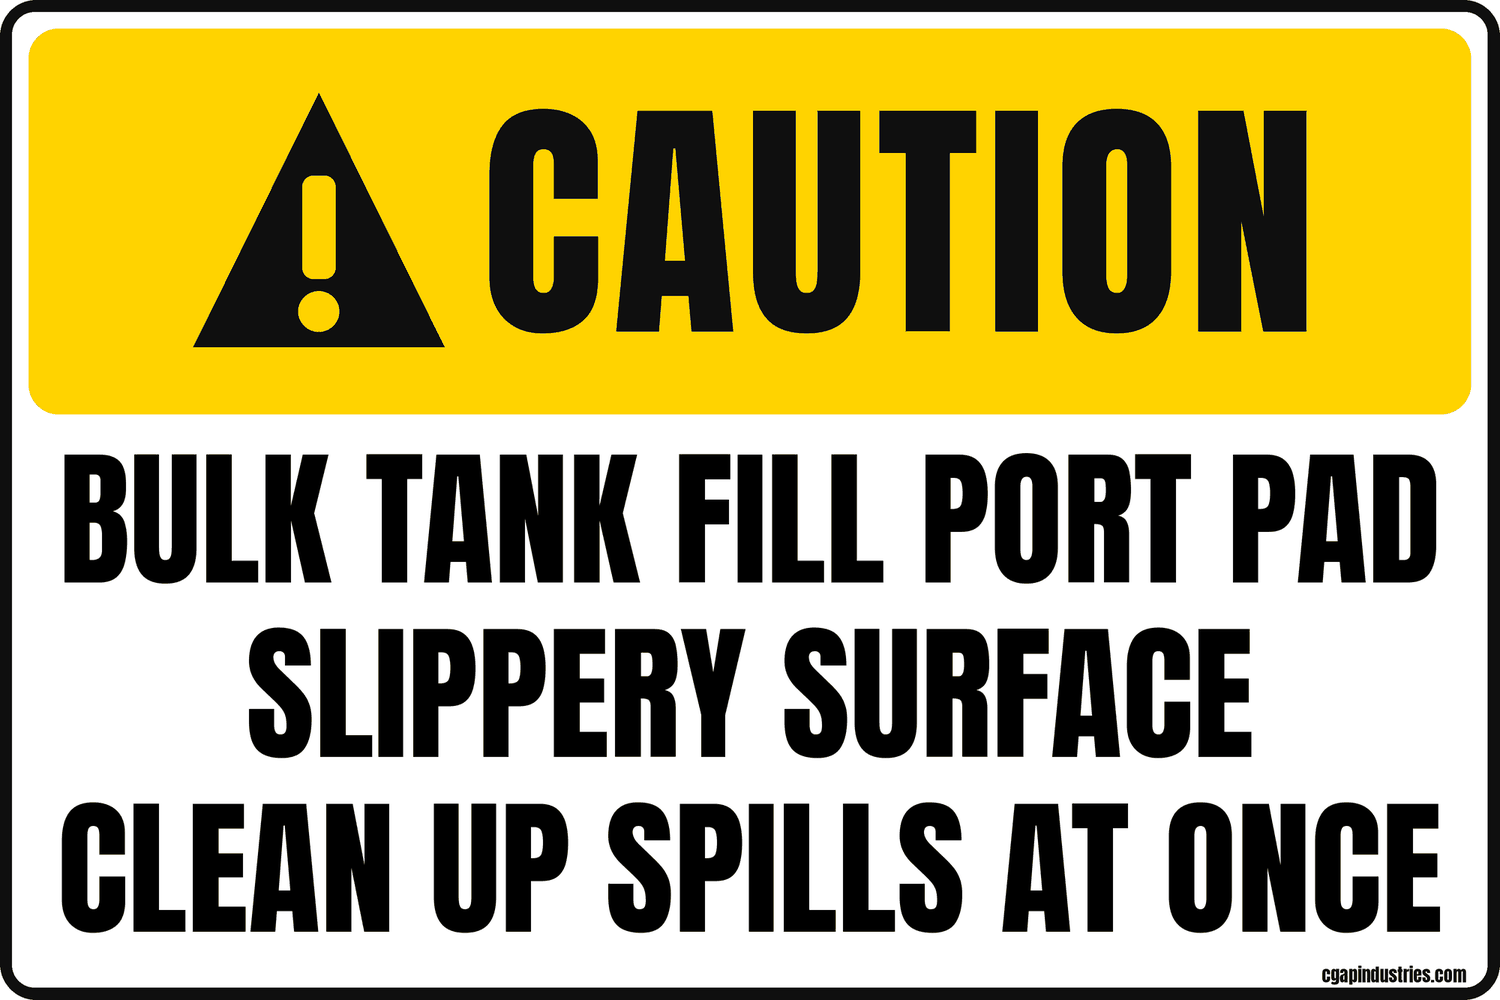 CAUTION
BULK TANK FILL PORT PAD
SLIPPERY SURFACE
CLEAN UP SPILLS AT ONCE
cgapindustries.com